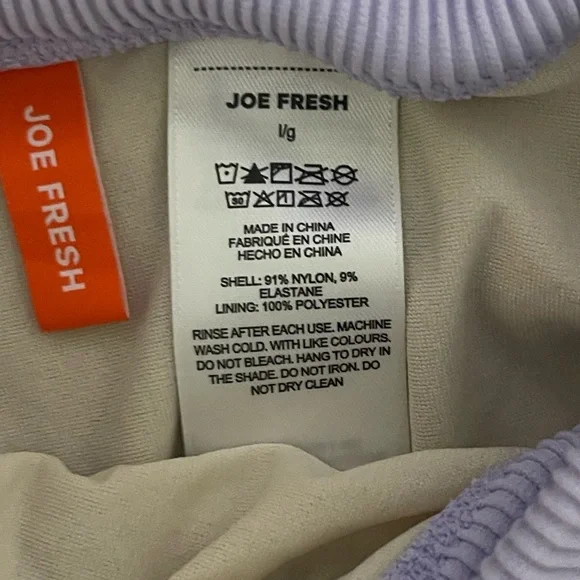 JOE FRESH
JOE FRESH
l/g
30
MADE IN CHINA
FABRIQUÉ EN CHINE
HECHO EN CHINA
SHELL: 91% NYLON, 9%
ELASTANE
LINING: 100% POLYESTER
RINSE AFTER EACH USE. MACHINE
WASH COLD. WITH LIKE COLOURS.
DO NOT BLEACH. HANG TO DRY IN
THE SHADE. DO NOT IRON. DO
NOT DRY CLEAN